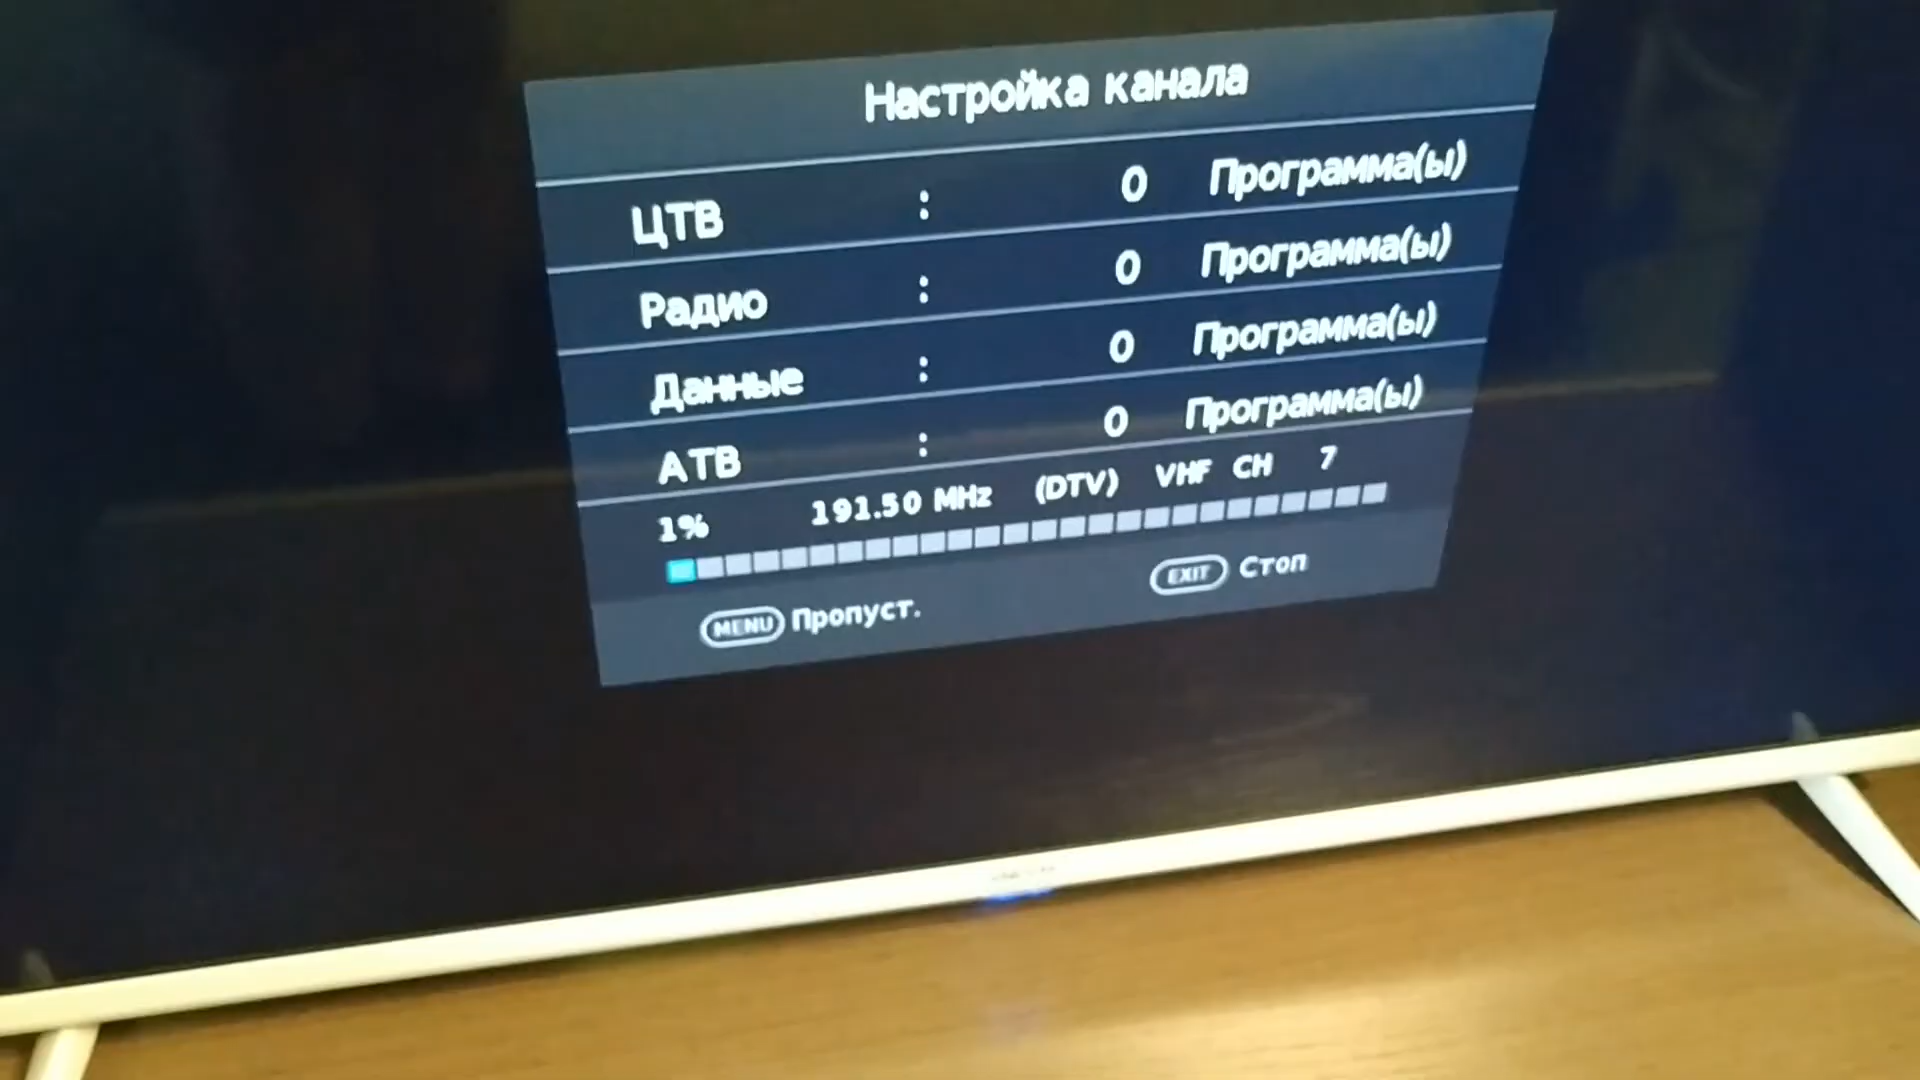 Настройка канала
ЦТВ : 0 Программа(ы)
Радио : 0 Программа(ы)
Данные : 0 Программа(ы)
АТВ : 0 Программа(ы)
1% 191.50 MHz (DTV) VHF CH 7
MENU Пропуст. EXIT Стоп